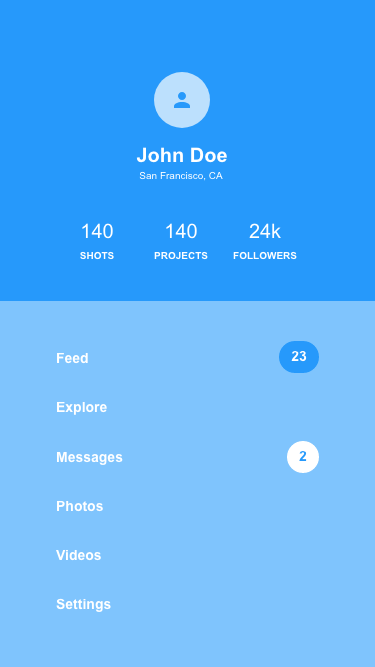 John Doe
San Francisco, CA
140 140 24k
SHOTS PROJECTS FOLLOWERS
Feed 23
Explore
Messages 2
Photos
Videos
Settings